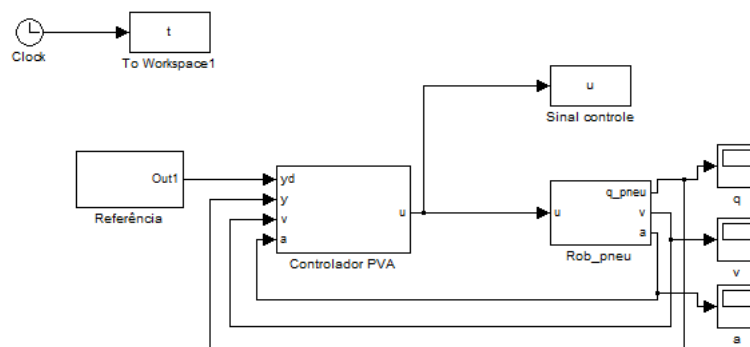 t
Clock
To Workspace1
u
Sinal controle
Out1
Referência
yd
y
v
a
u
Controlador PVA
u
q_pneu
v
a
Rob_pneu
q
v
a